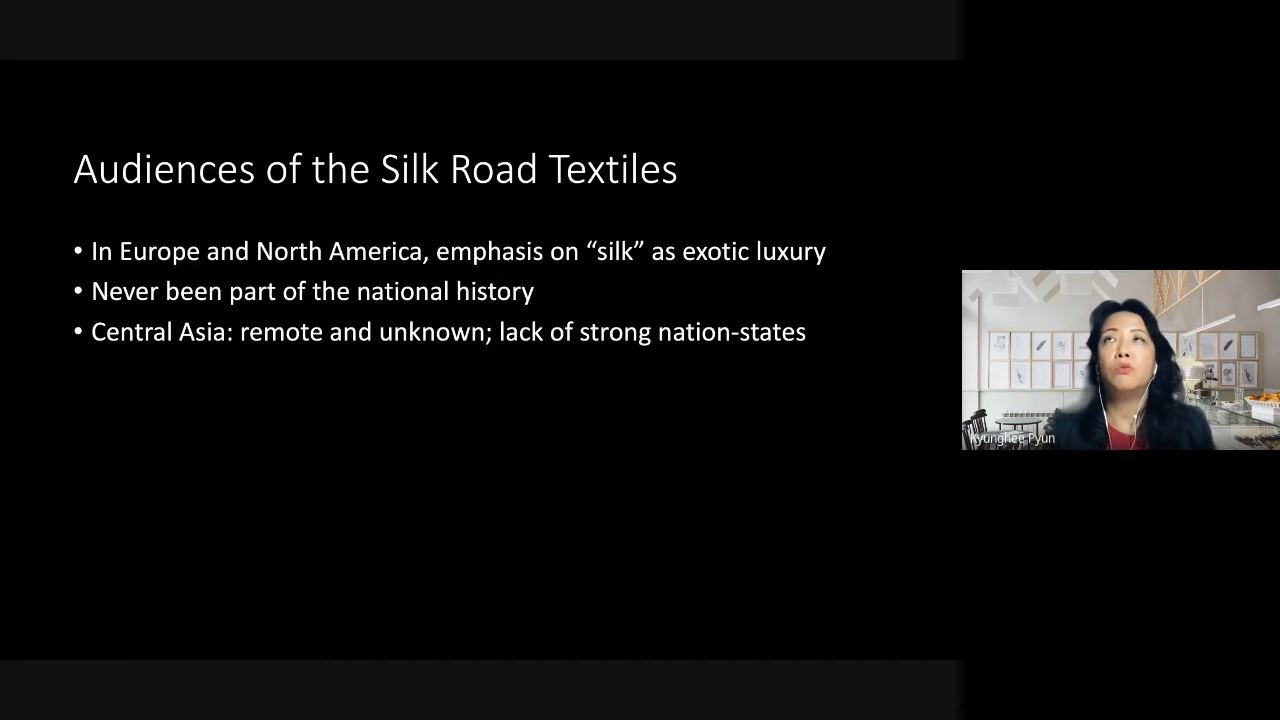 Audiences of the Silk Road Textiles
• In Europe and North America, emphasis on “silk” as exotic luxury
• Never been part of the national history
• Central Asia: remote and unknown; lack of strong nation-states
Kyunghee Pyun